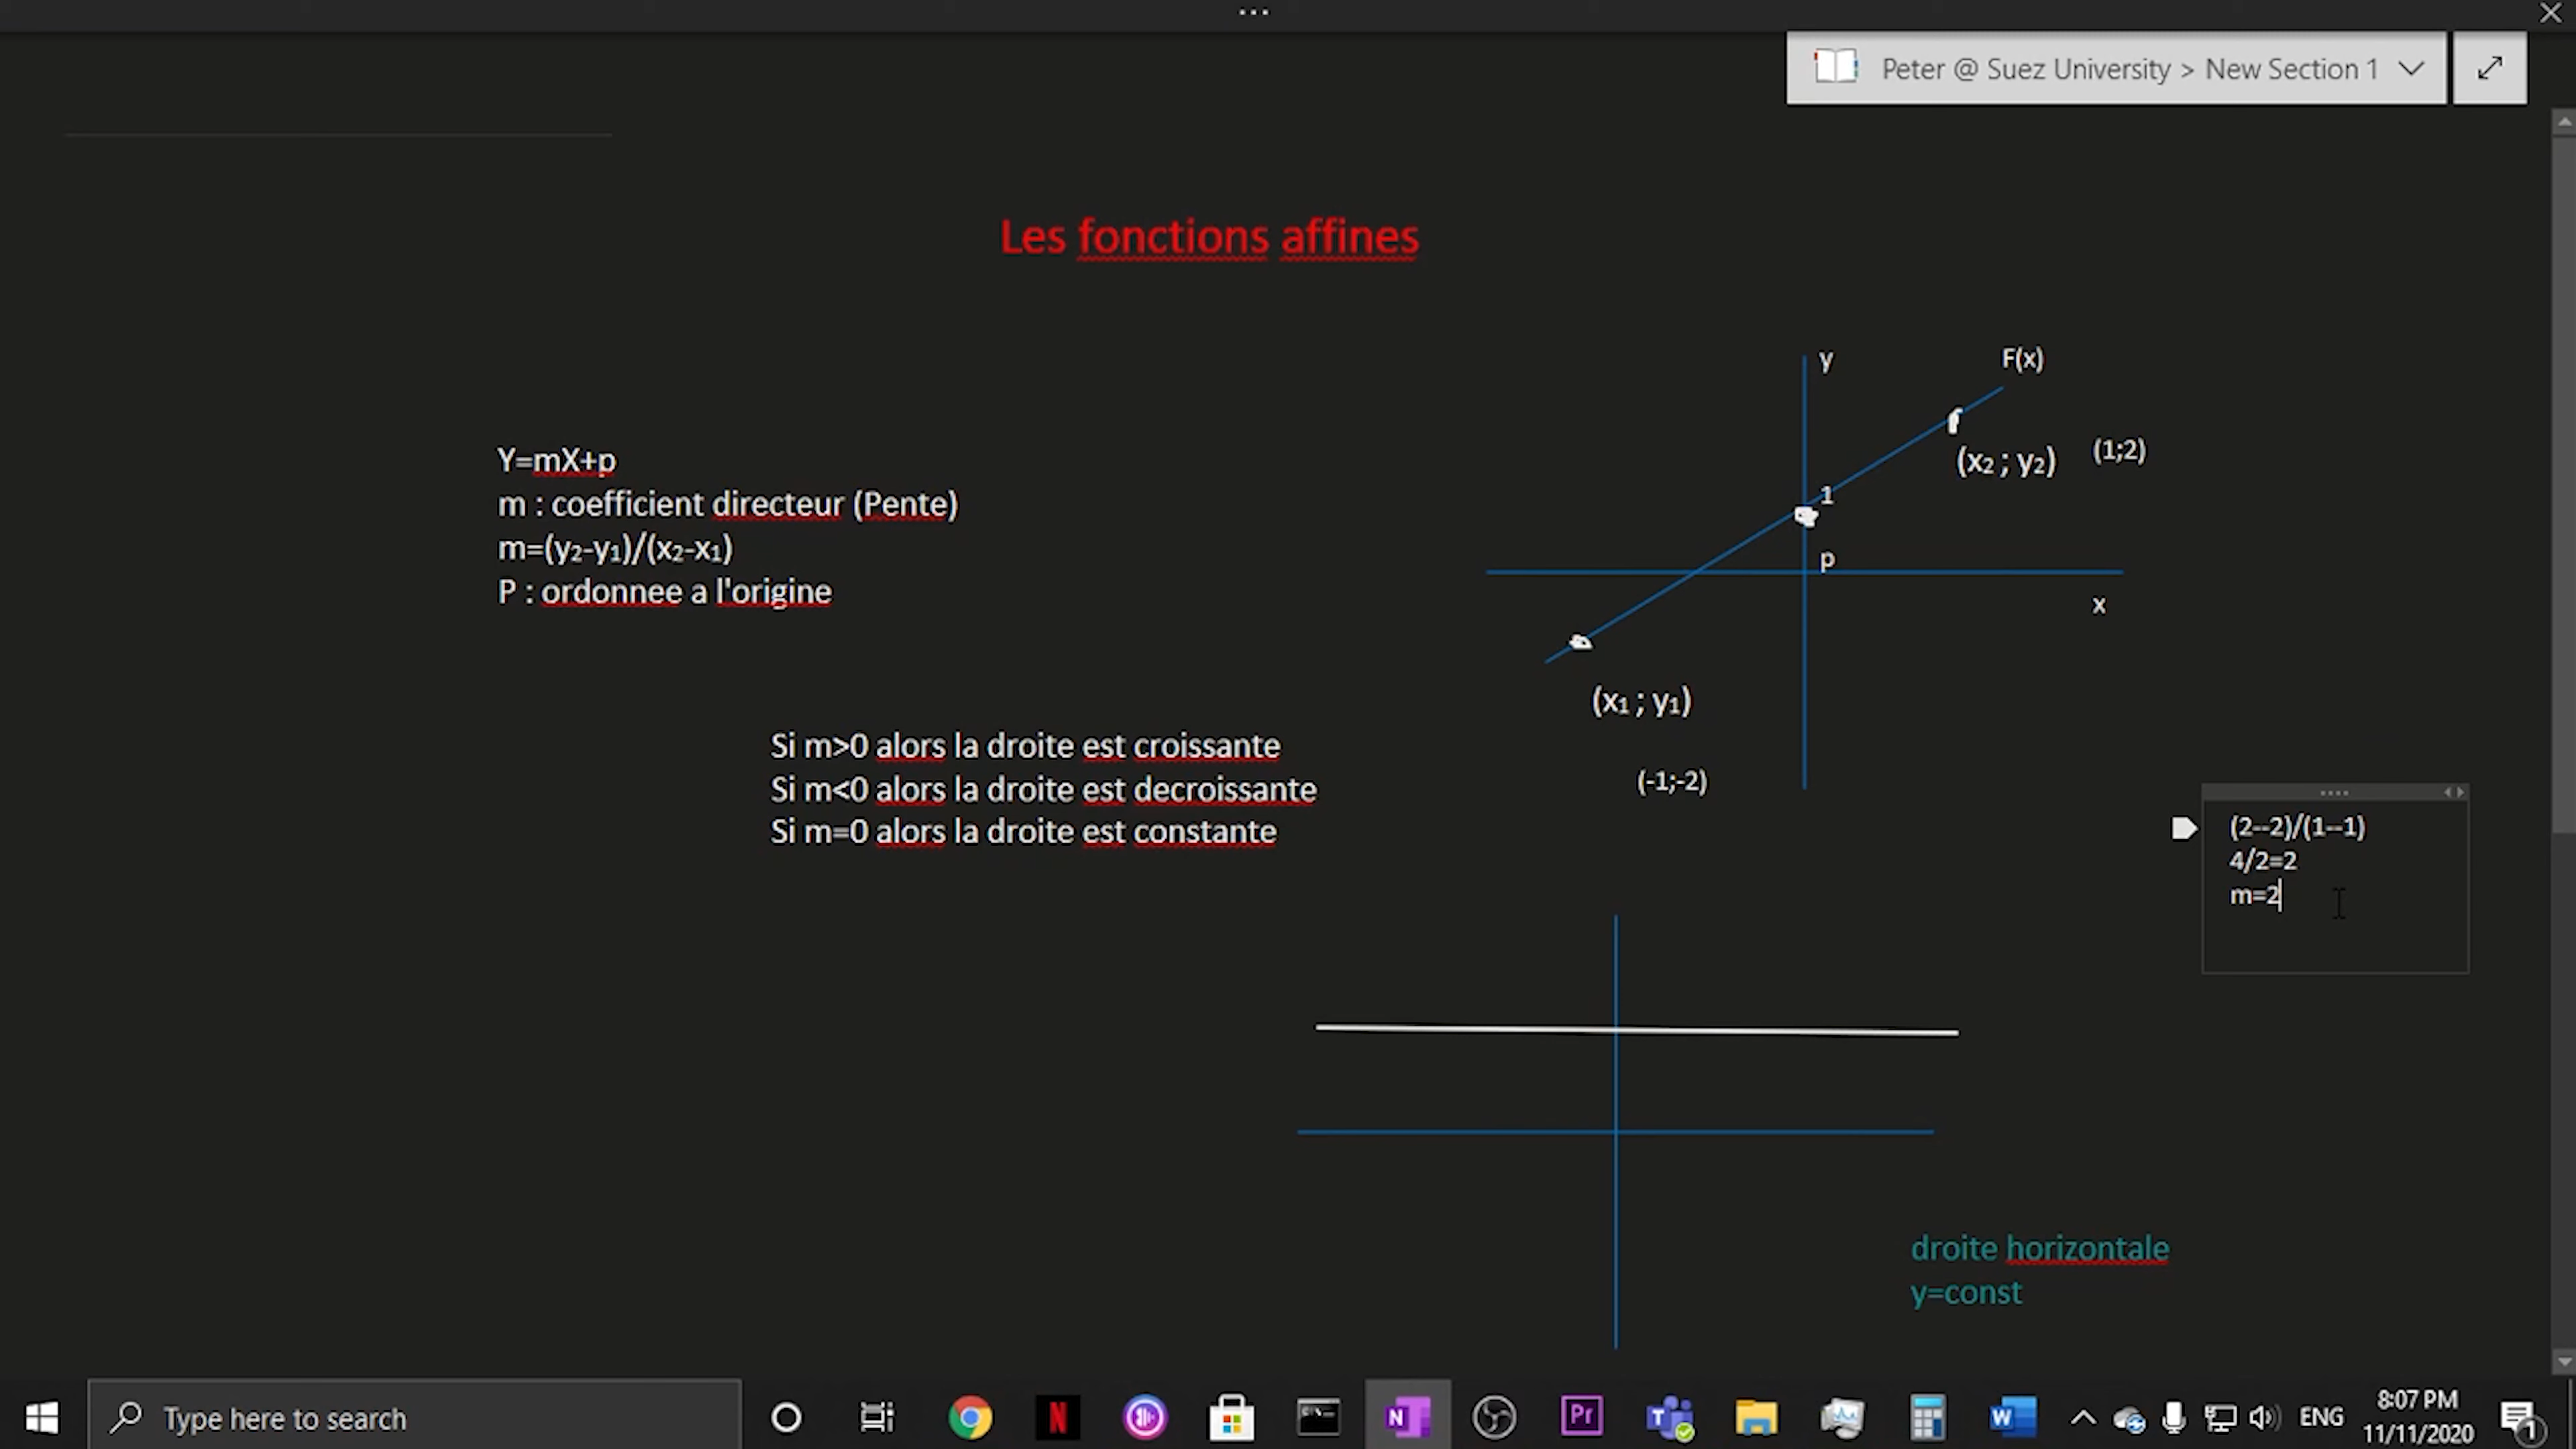 Peter @ Suez University > New Section 1
Les fonctions affines
Y=mX+p
m : coefficient directeur (Pente)
m=(y₂-y₁)/(x₂-x₁)
P : ordonnee a l'origine
y
F(x)
(x₂ ; y₂)
(1;2)
1
p
x
(x₁ ; y₁)
(-1;-2)
Si m>0 alors la droite est croissante
Si m<0 alors la droite est decroissante
Si m=0 alors la droite est constante
(2--2)/(1--1)
4/2=2
m=2
droite horizontale
y=const
Type here to search
N
N
Pr
T
W
ENG
8:07 PM
11/11/2020
1